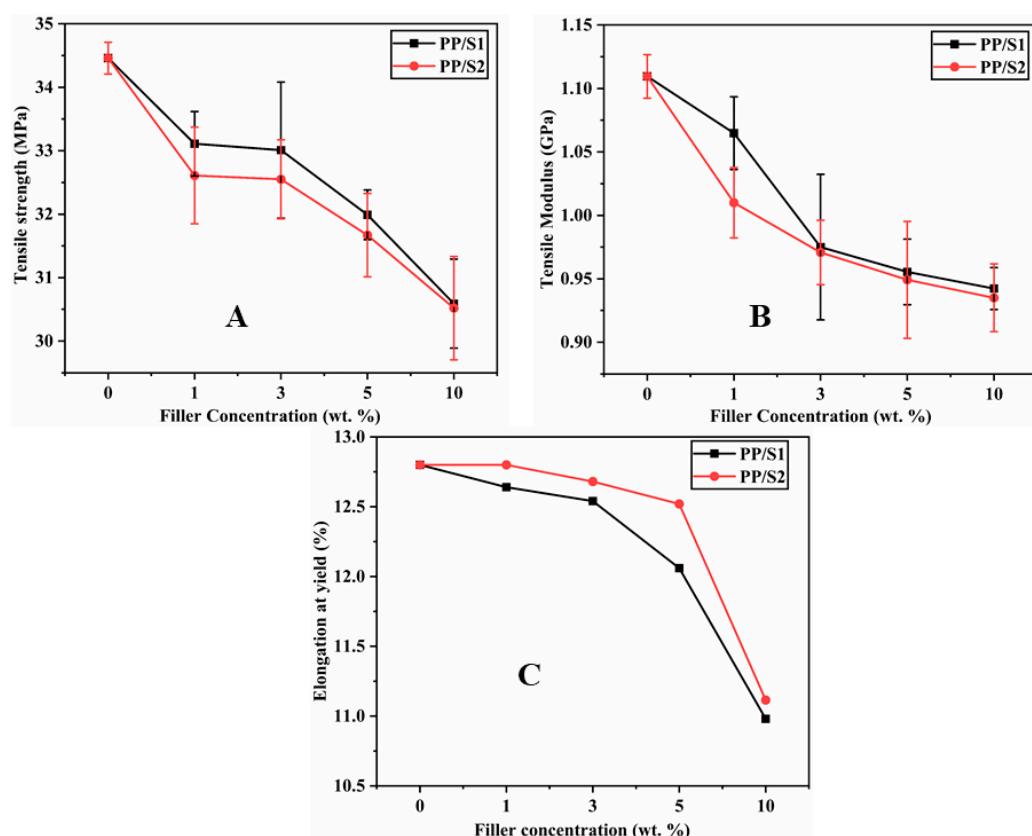 35
34
33
32
31
30
Tensile strength (MPa)
PP/S1
PP/S2
A
0 1 3 5 10
Filler Concentration (wt. %)
1.15
1.10
1.05
1.00
0.95
0.90
Tensile Modulus (GPa)
PP/S1
PP/S2
B
0 1 3 5 10
Filler Concentration (wt. %)
13.0
12.5
12.0
11.5
11.0
10.5
Elongation at yield (%)
PP/S1
PP/S2
C
0 1 3 5 10
Filler concentration (wt. %)